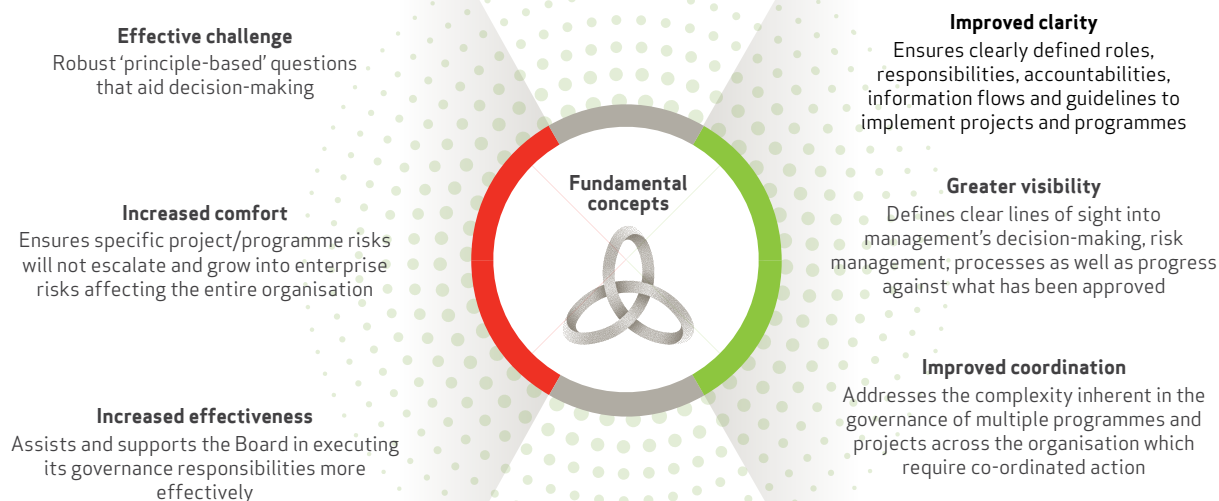 Effective challenge
Robust ‘principle-based’ questions
that aid decision-making
Increased comfort
Ensures specific project/programme risks
will not escalate and grow into enterprise
risks affecting the entire organisation
Increased effectiveness
Assists and supports the Board in executing
its governance responsibilities more
effectively
Fundamental
concepts
Improved clarity
Ensures clearly defined roles,
responsibilities, accountabilities,
information flows and guidelines to
implement projects and programmes
Greater visibility
Defines clear lines of sight into
management’s decision-making, risk
management, processes as well as progress
against what has been approved
Improved coordination
Addresses the complexity inherent in the
governance of multiple programmes and
projects across the organisation which
require co-ordinated action